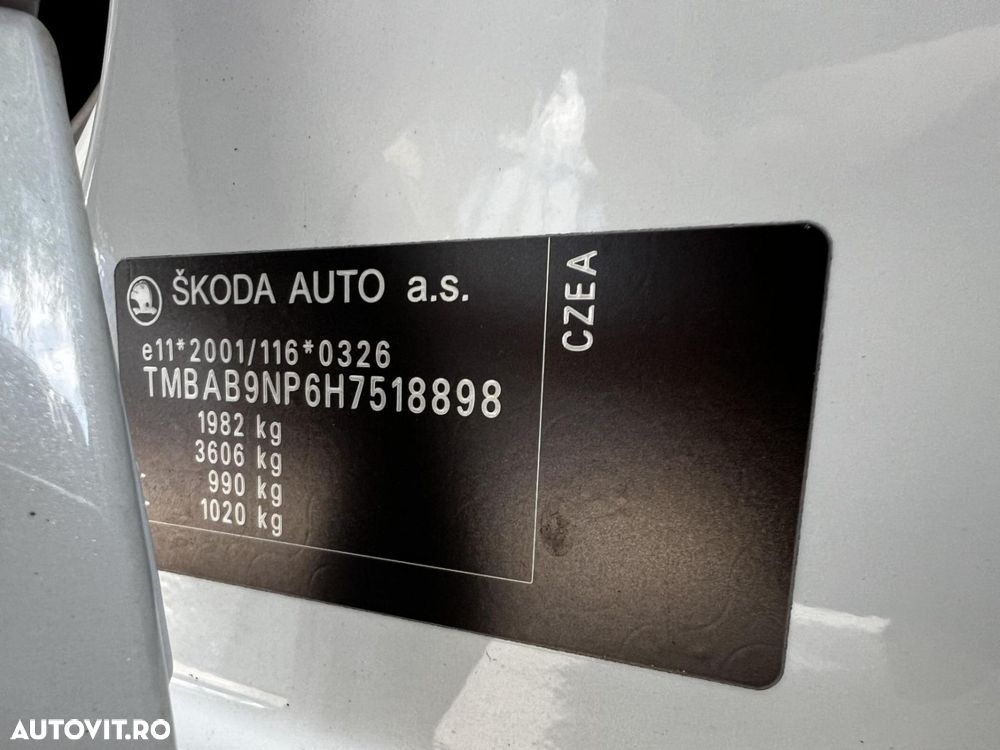 ŠKODA AUTO a.s.
e11*2001/116*0326
TMBAB9NP6H7518898
1982 kg
3606 kg
990 kg
1020 kg
CZEA
AUTOVIT.RO